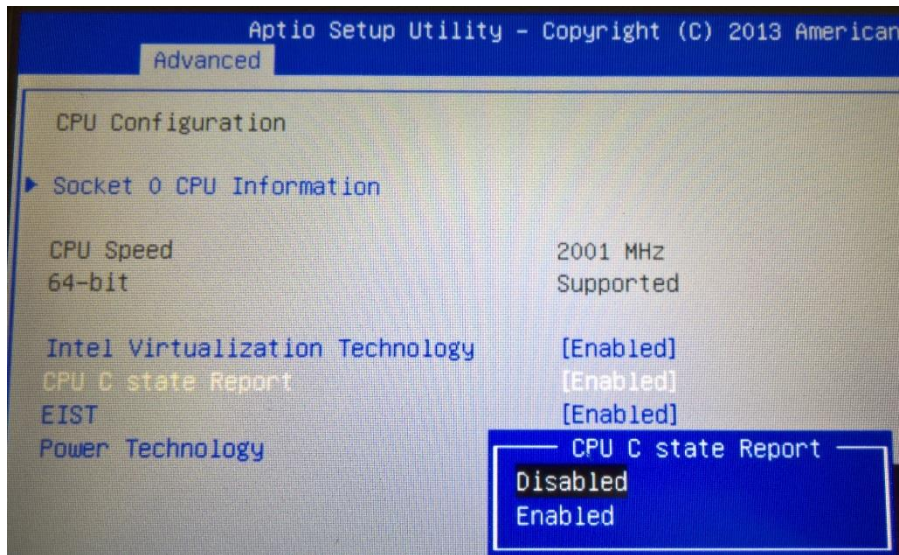 Aptio Setup Utility – Copyright (C) 2013 American
Advanced
CPU Configuration
Socket 0 CPU Information
CPU Speed 2001 MHz
64-bit Supported
Intel Virtualization Technology [Enabled]
CPU C state Report [Enabled]
EIST [Enabled]
Power Technology
CPU C state Report
Disabled
Enabled